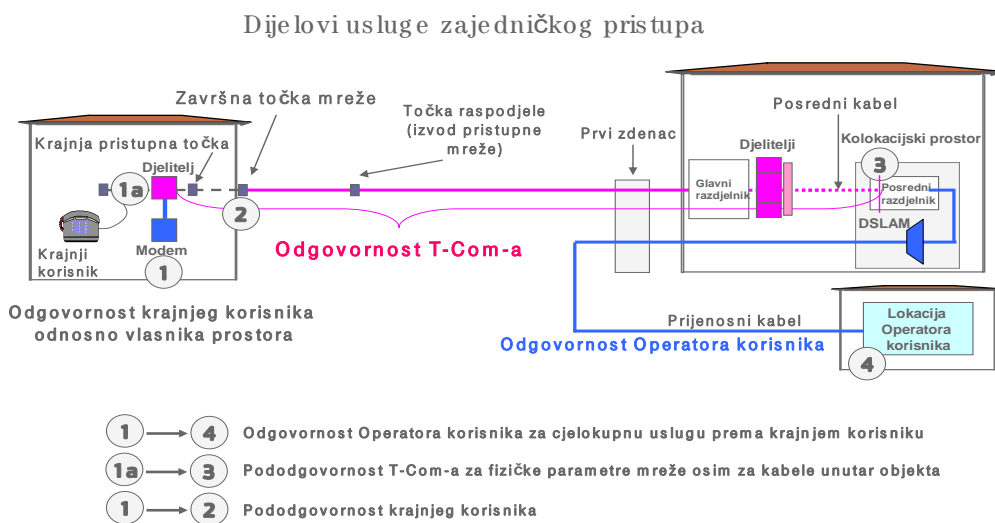 Dijelovi usluge zajedničkog pristupa
Završna točka mreže
Točka raspodjele
(izvod pristupne
mreže)
Prvi zdenac
Posredni kabel
Krajnja pristupna točka
Djelitelj
Djelitelji
Kolokacijski prostor
3
1a
Glavni
razdjelnik
Posredni
razdjelnik
2
DSLAM
Krajnji
korisnik
Modem
1
Odgovornost T-Com-a
Odgovornost krajnjeg korisnika
odnosno vlasnika prostora
Prijenosni kabel
Odgovornost Operatora korisnika
Lokacija
Operatora
korisnika
4
1 4 Odgovornost Operatora korisnika za cjelokupnu uslugu prema krajnjem korisniku
1a 3 Pododgovornost T-Com-a za fizičke parametre mreže osim za kabele unutar objekta
1 2 Pododgovornost krajnjeg korisnika